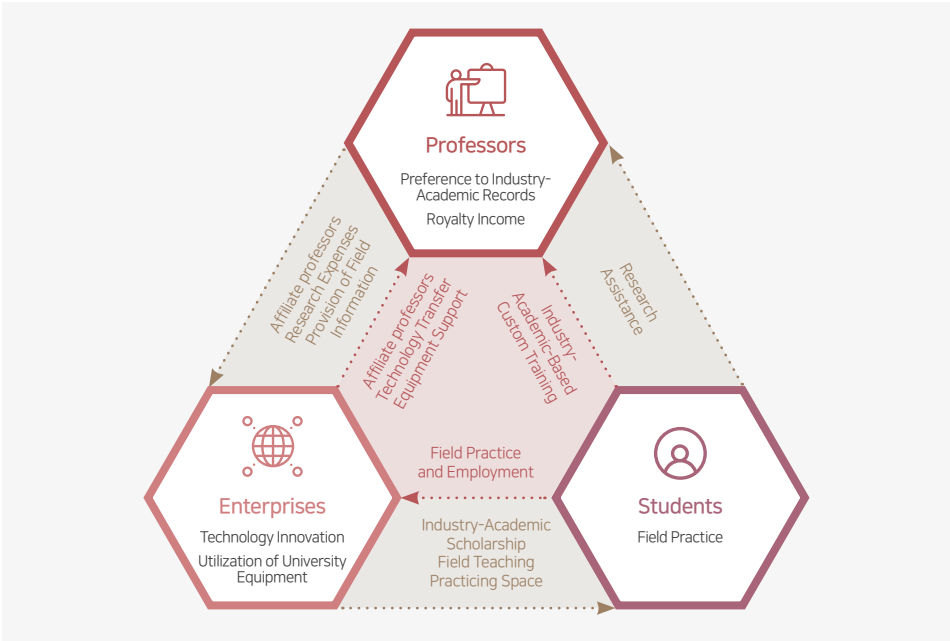 Professors
Preference to Industry-
Academic Records
Royalty Income
Affiliate professors
Research Expenses
Provision of Field
Information
Affiliate professors
Technology Transfer
Equipment Support
Industry-
Academic-Based
Custom Training
Research
Assistance
Enterprises
Technology Innovation
Utilization of University
Equipment
Field Practice
and Employment
Industry-Academic
Scholarship
Field Teaching
Practicing Space
Students
Field Practice